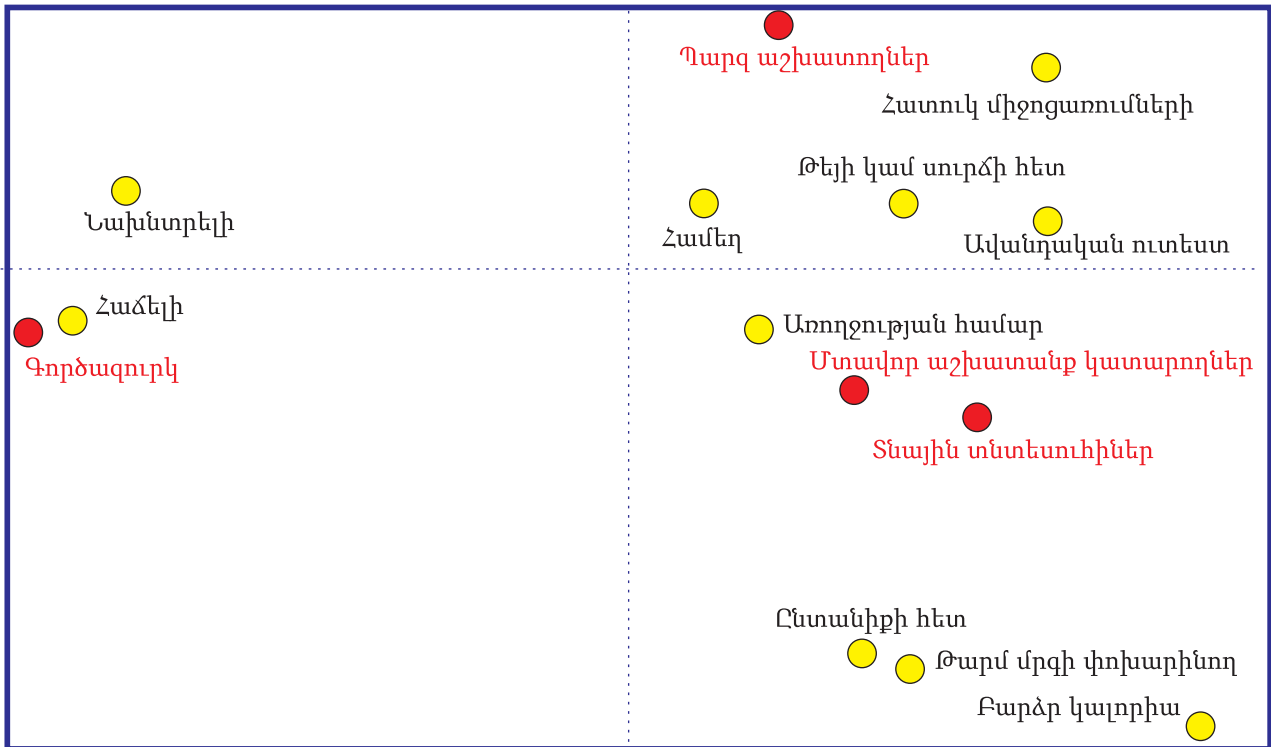 Պարզ աշխատողներ
Հատուկ միջոցառումների
Թեյի կամ սուրճի հետ
Նախնտրելի
Համեղ
Ավանդական ուտեստ
Հաճելի
Առողջության համար
Գործազուրկ
Մտավոր աշխատանք կատարողներ
Տնային տնտեսուհիներ
Ընտանիքի հետ
Թարմ մրգի փոխարինող
Բարձր կալորիա